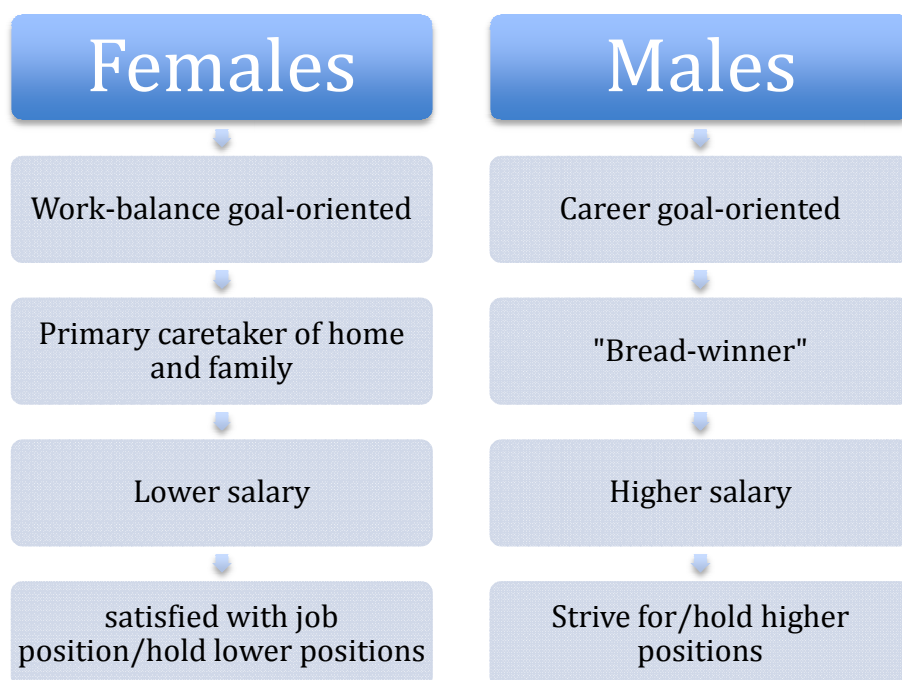 Females
Work-balance goal-oriented
Primary caretaker of home
and family
Lower salary
satisfied with job
position/hold lower positions
Males
Career goal-oriented
"Bread-winner"
Higher salary
Strive for/hold higher
positions